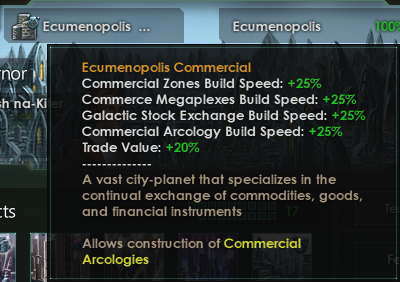 Ecumenopolis ...
Ecumenopolis 100%
Ecumenopolis Commercial
Commercial Zones Build Speed: +25%
Commerce Megaplexes Build Speed: +25%
Galactic Stock Exchange Build Speed: +25%
Commercial Arcology Build Speed: +25%
Trade Value: +20%
--------------
A vast city-planet that specializes in the
continual exchange of commodities, goods,
and financial instruments
17
Allows construction of Commercial
Arcologies